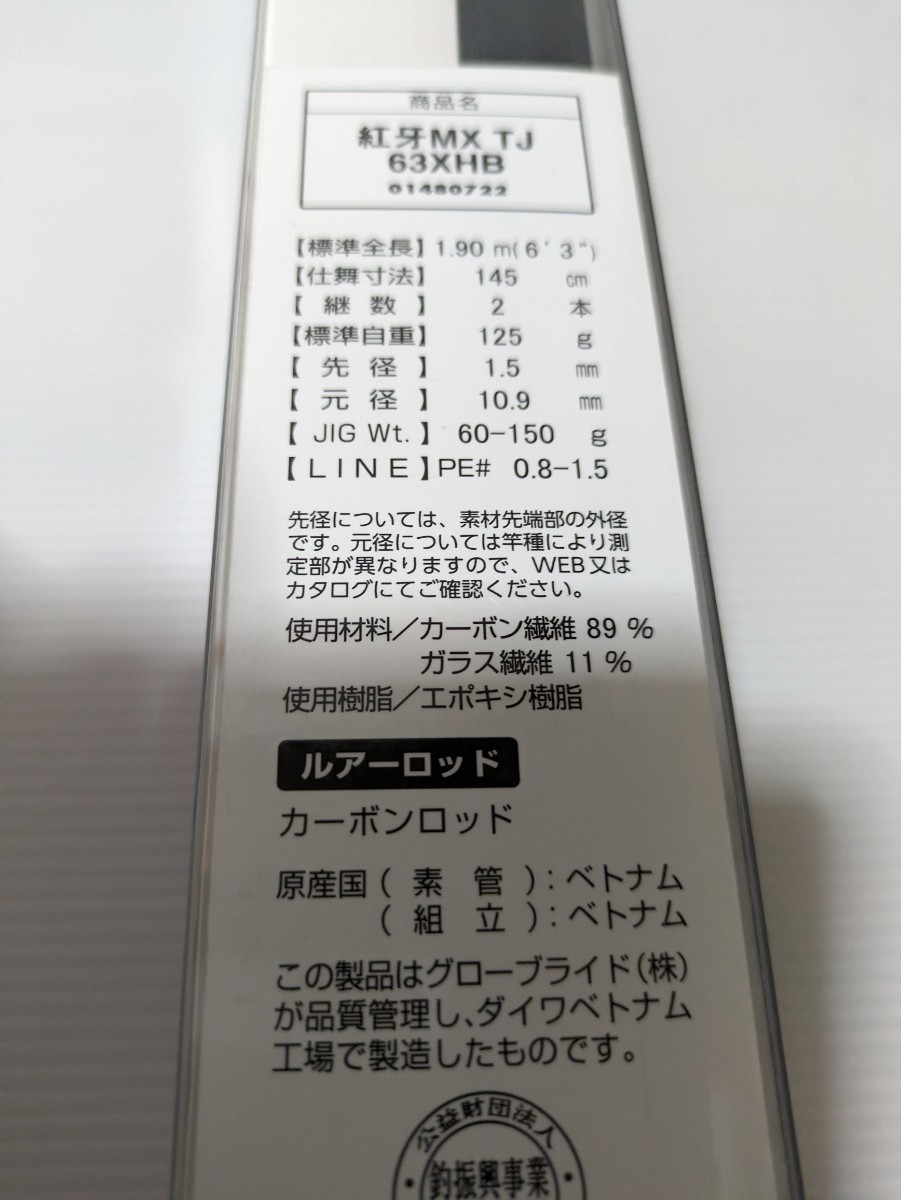 商品名
紅牙MX TJ
63XHB
01480722
【標準全長】1.90 m(6'3")
【仕舞寸法】 145 cm
【 継 数 】 2 本
【標準自重】 125 g
【 先 径 】 1.5 mm
【 元 径 】 10.9 mm
【 JIG Wt. 】 60-150 g
【 LINE 】PE# 0.8-1.5
先径については、素材先端部の外径
です。元径については竿種により測
定部が異なりますので、WEB又は
カタログにてご確認ください。
使用材料/カーボン繊維 89 %
ガラス繊維 11 %
使用樹脂/エポキシ樹脂
ルアーロッド
カーボンロッド
原産国 ( 素 管 ) : ベトナム
( 組 立 ) : ベトナム
この製品はグローブライド(株)
が品質管理し、ダイワベトナム
工場で製造したものです。
公益財団法人
釣振興事業